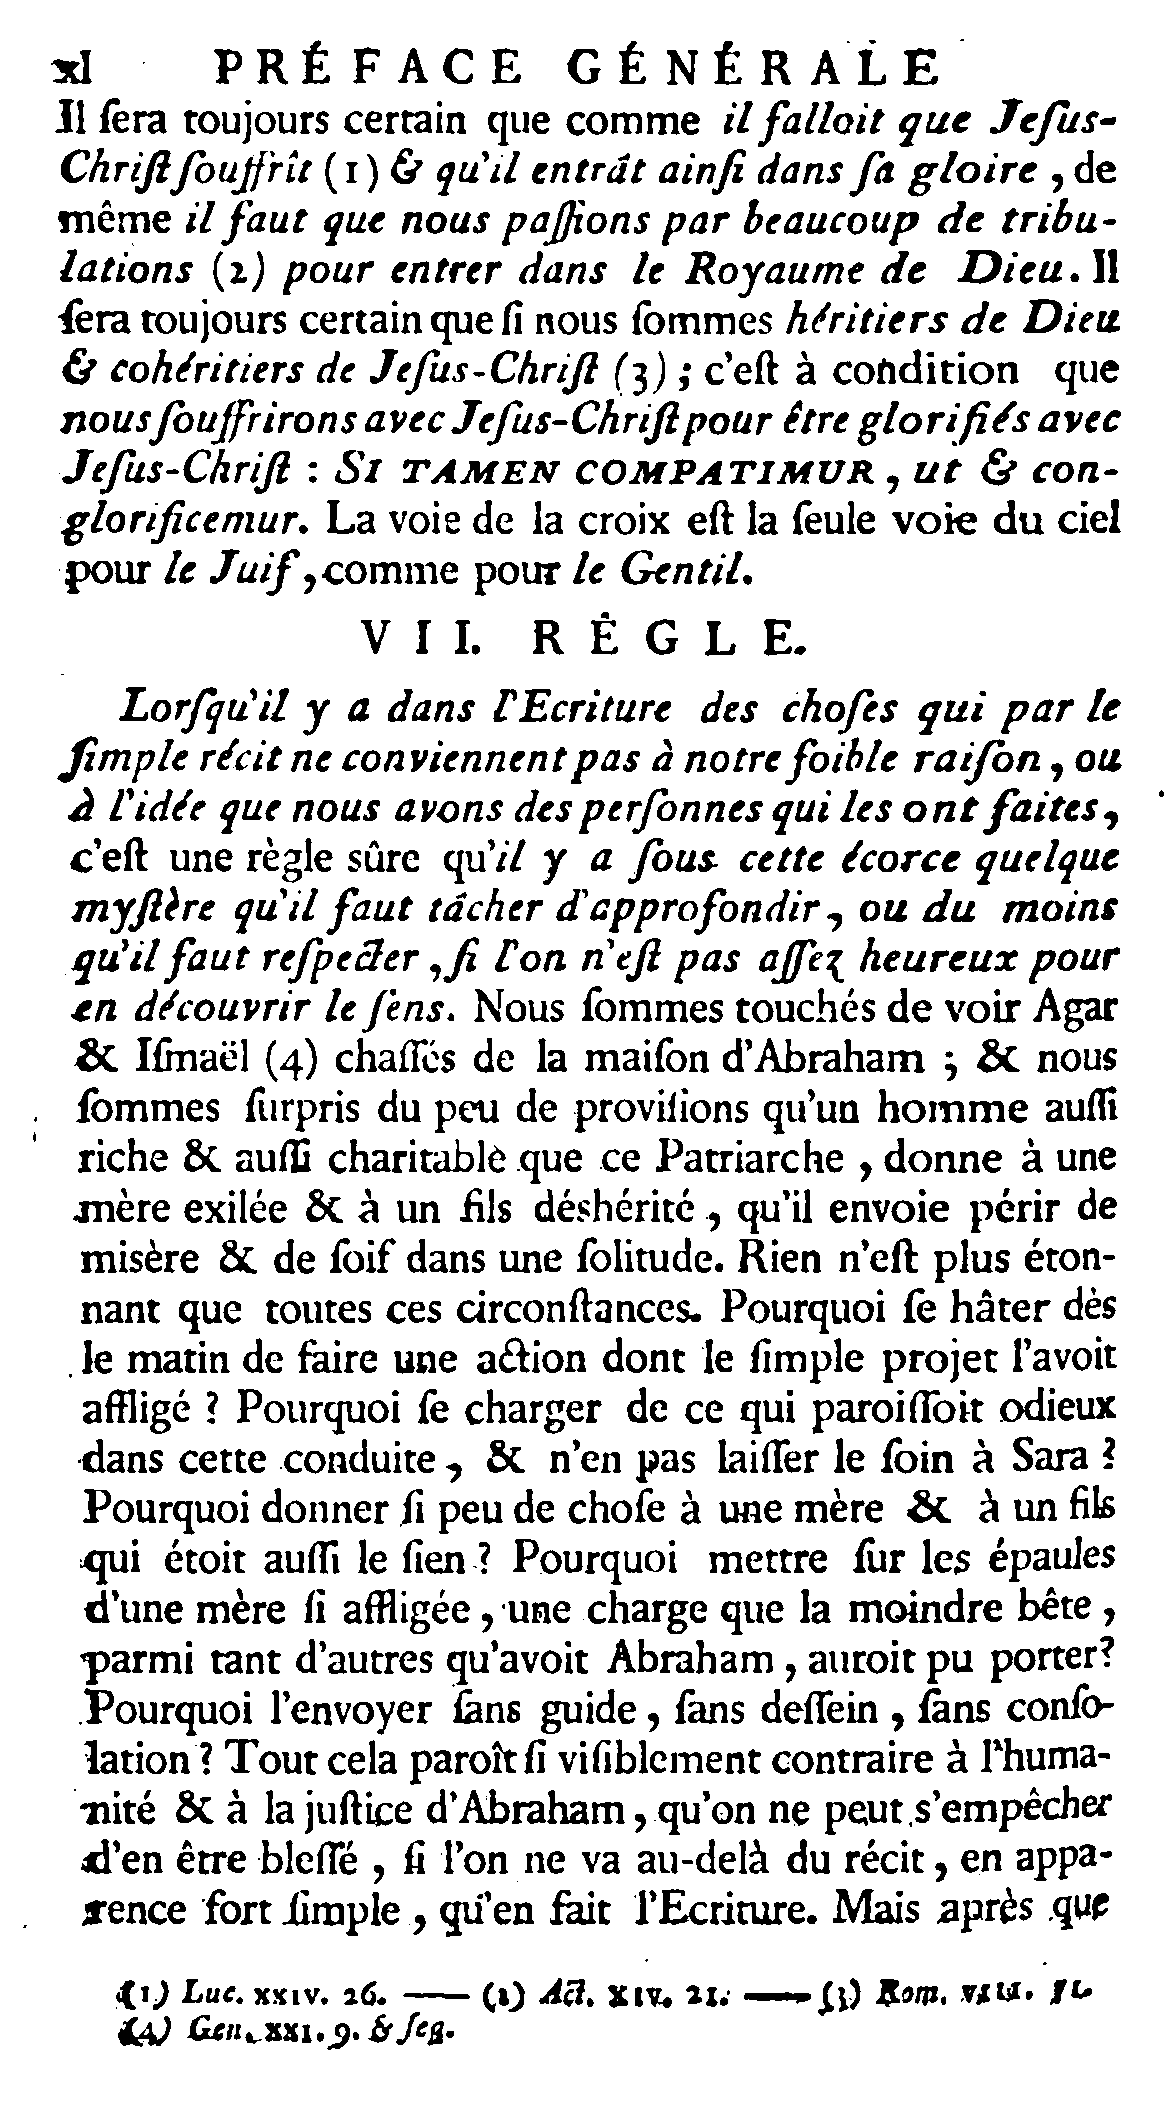 xl PRÉFACE GÉNÉRALE
Il ſera toujours certain que comme il falloit que Jeſus-
Chriſt ſouffrît (1) & qu'il entrât ainſi dans ſa gloire, de
même il faut que nous paſſions par beaucoup de tribu-
lations (2) pour entrer dans le Royaume de Dieu. Il
ſera toujours certain que ſi nous ſommes héritiers de Dieu
& cohéritiers de Jeſus-Chriſt (3); c'eſt à condition que
nous ſouffrirons avec Jeſus-Chriſt pour être glorifiés avec
Jeſus-Chriſt : SI TAMEN COMPATIMUR, ut & con-
glorificemur. La voie de la croix eſt la ſeule voie du ciel
pour le Juif, comme pour le Gentil.
VII. RÉGLE.
Lorſqu'il y a dans l'Ecriture des choſes qui par le
ſimple récit ne conviennent pas à notre foible raiſon, ou
à l'idée que nous avons des perſonnes qui les ont faites,
c'eſt une règle sûre qu'il y a ſous cette écorce quelque
myſtère qu'il faut tâcher d'approfondir, ou du moins
qu'il faut reſpecter, ſi l'on n'eſt pas aſſez heureux pour
en découvrir le ſens. Nous ſommes touchés de voir Agar
& Iſmaël (4) chaſſés de la maiſon d'Abraham ; & nous
ſommes ſurpris du peu de proviſions qu'un homme auſſi
riche & auſſi charitable que ce Patriarche, donne à une
mère exilée & à un fils déshérité, qu'il envoie périr de
misère & de ſoif dans une ſolitude. Rien n'eſt plus éton-
nant que toutes ces circonſtances. Pourquoi ſe hâter dès
le matin de faire une action dont le ſimple projet l'avoit
affligé ? Pourquoi ſe charger de ce qui paroiſſoit odieux
dans cette conduite, & n'en pas laiſſer le ſoin à Sara ?
Pourquoi donner ſi peu de choſe à une mère & à un fils
qui étoit auſſi le ſien ? Pourquoi mettre ſur les épaules
d'une mère ſi affligée, une charge que la moindre bête,
parmi tant d'autres qu'avoit Abraham, auroit pu porter?
Pourquoi l'envoyer ſans guide, ſans deſſein, ſans conſo-
lation ? Tout cela paroît ſi viſiblement contraire à l'huma-
nité & à la juſtice d'Abraham, qu'on ne peut s'empêcher
d'en être bleſſé, ſi l'on ne va au-delà du récit, en appa-
rence fort ſimple, qu'en fait l'Ecriture. Mais après que
(1) Luc. XXIV. 26. — (2) Act. XIV. 21. — (3) Rom. VIII.
(4) Gen. XXI. 9. & ſeq.